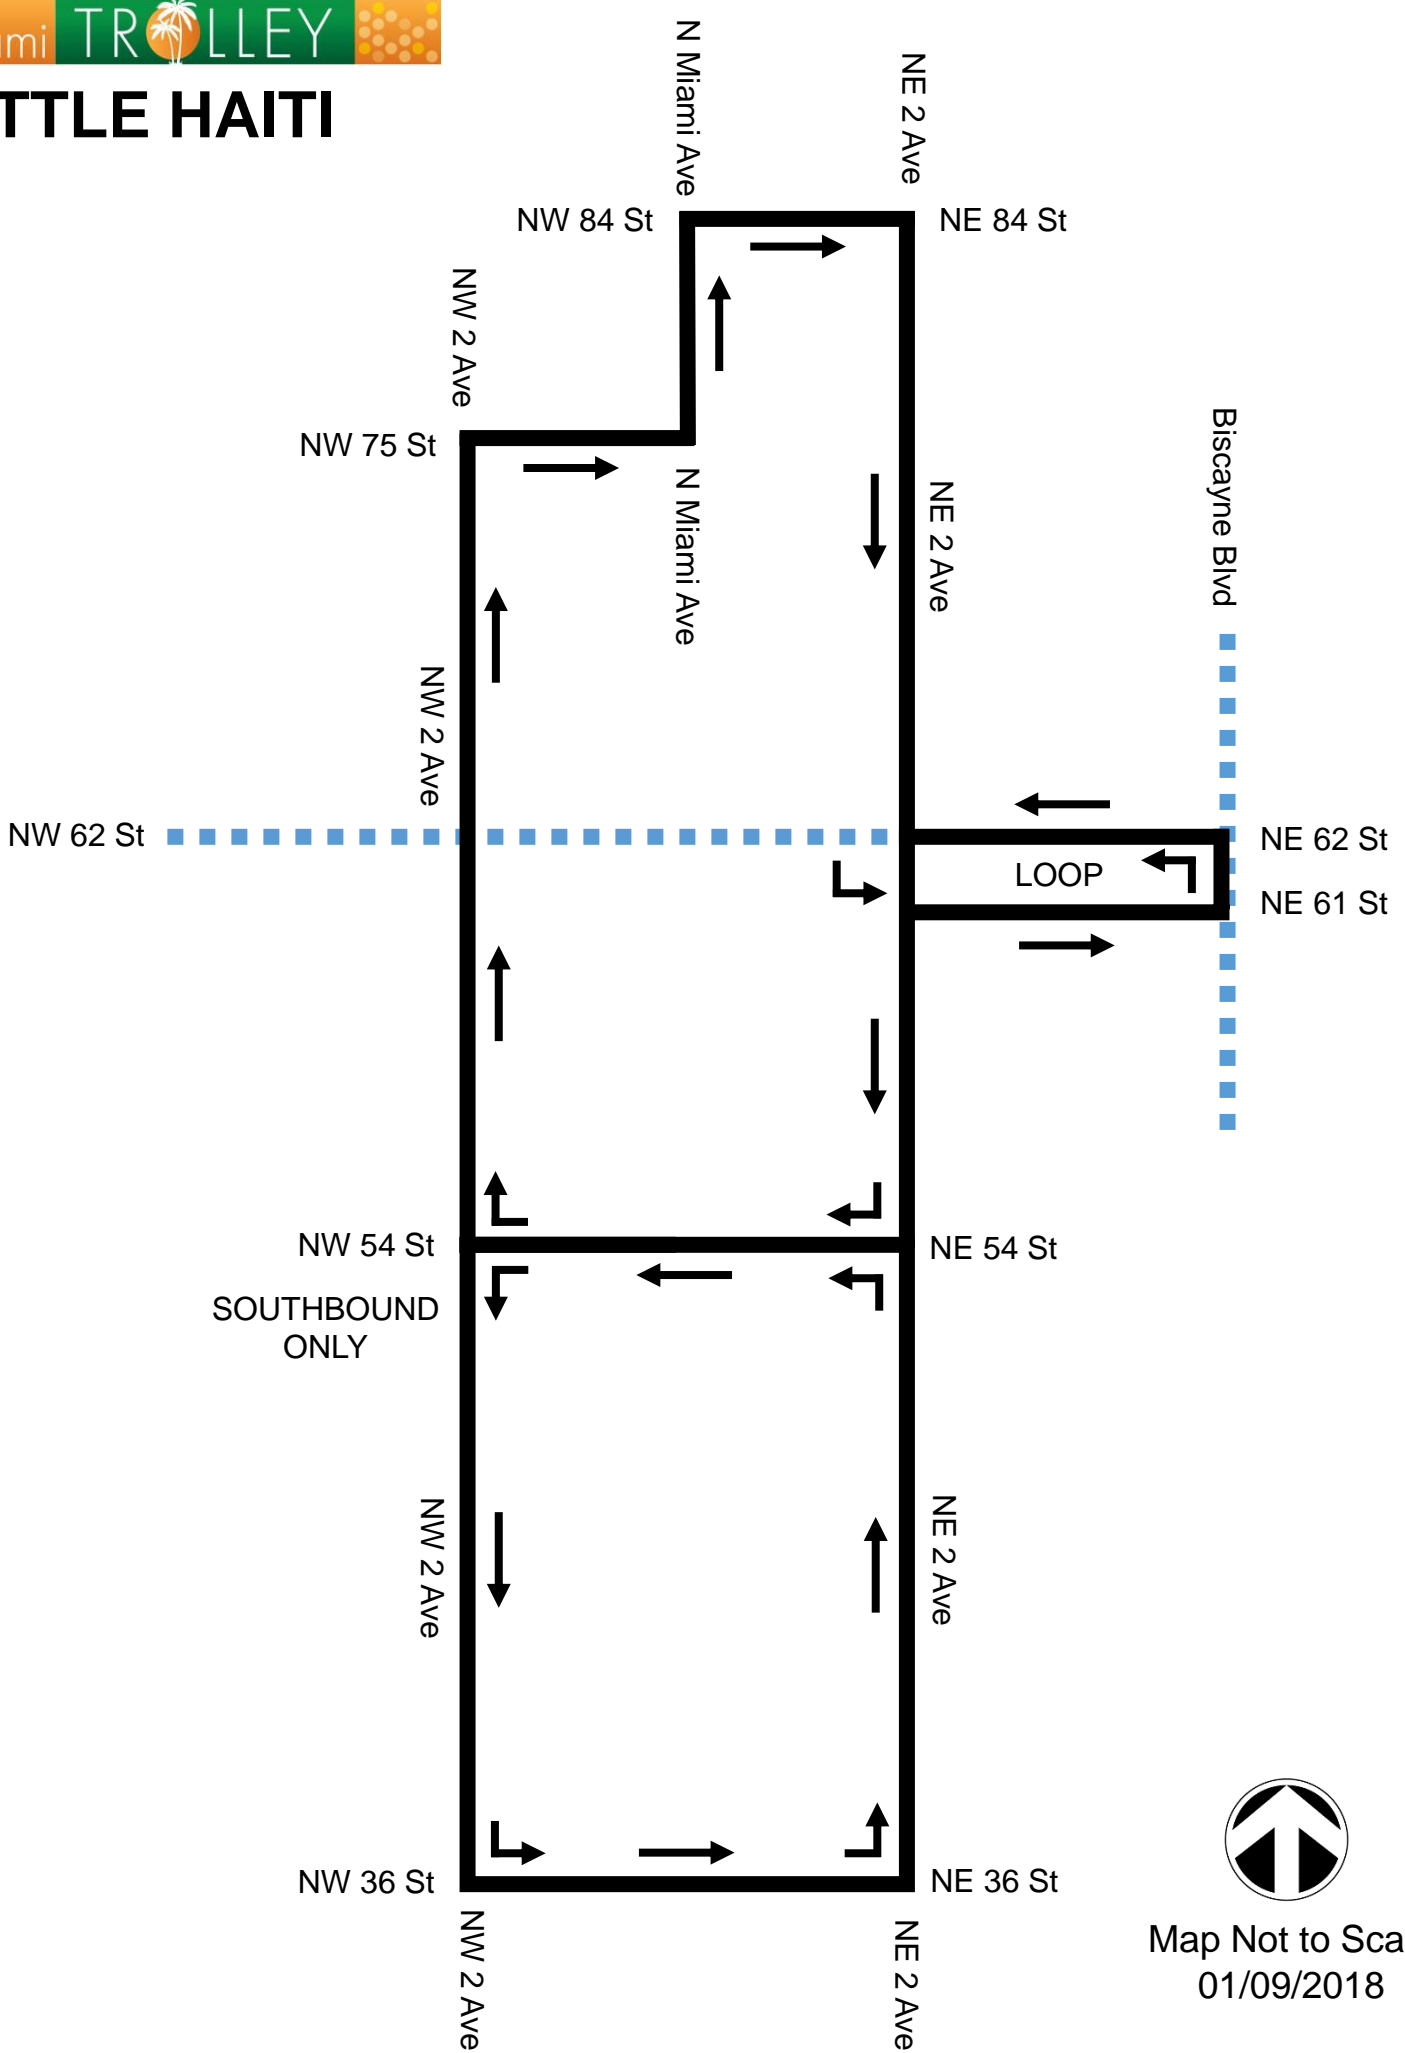 TROLLEY
HAITI
N Miami Ave
NE 2 Ave
NW 84 St
NE 84 St
NW 2 Ave
NW 75 St
Biscayne Blvd
N Miami Ave
NE 2 Ave
NW 2 Ave
NW 62 St
NE 62 St
LOOP
NE 61 St
NW 54 St
NE 54 St
SOUTHBOUND
ONLY
NW 2 Ave
NE 2 Ave
NW 36 St
NE 36 St
NW 2 Ave
NE 2 Ave
Map Not to
01/09/2018